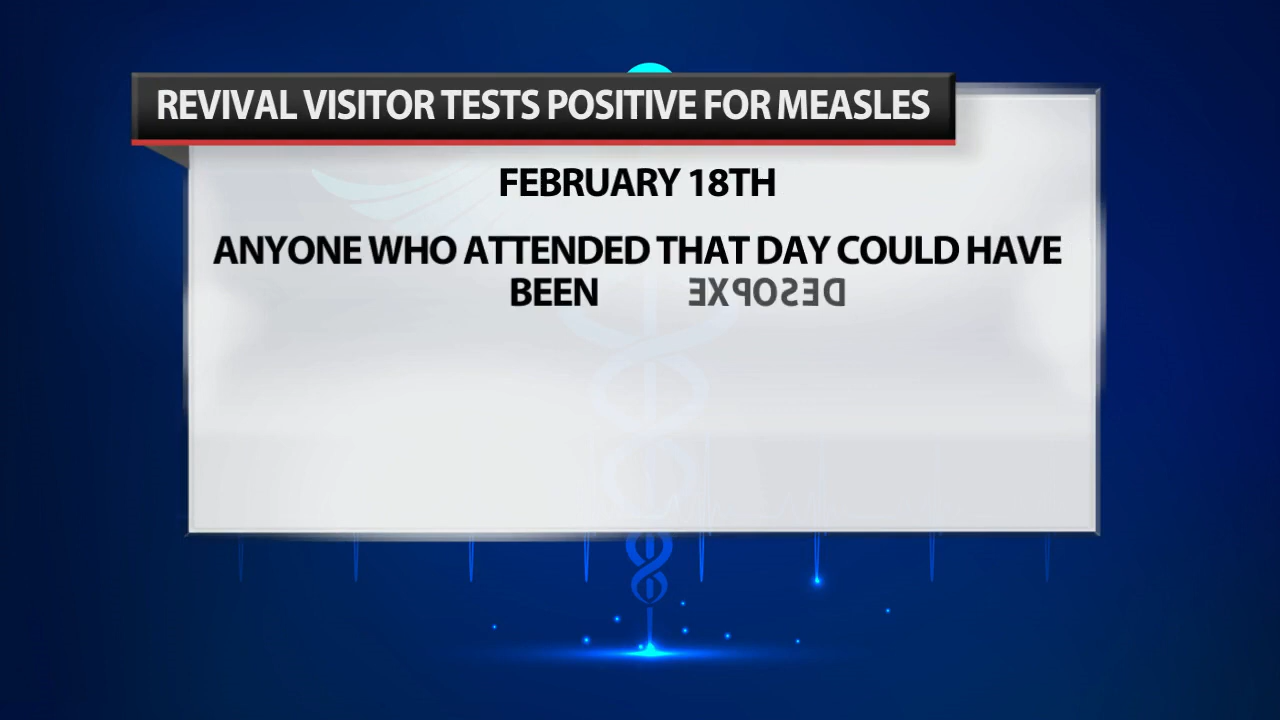 REVIVAL VISITOR TESTS POSITIVE FOR MEASLES
FEBRUARY 18TH
ANYONE WHO ATTENDED THAT DAY COULD HAVE
BEEN EXPOSED